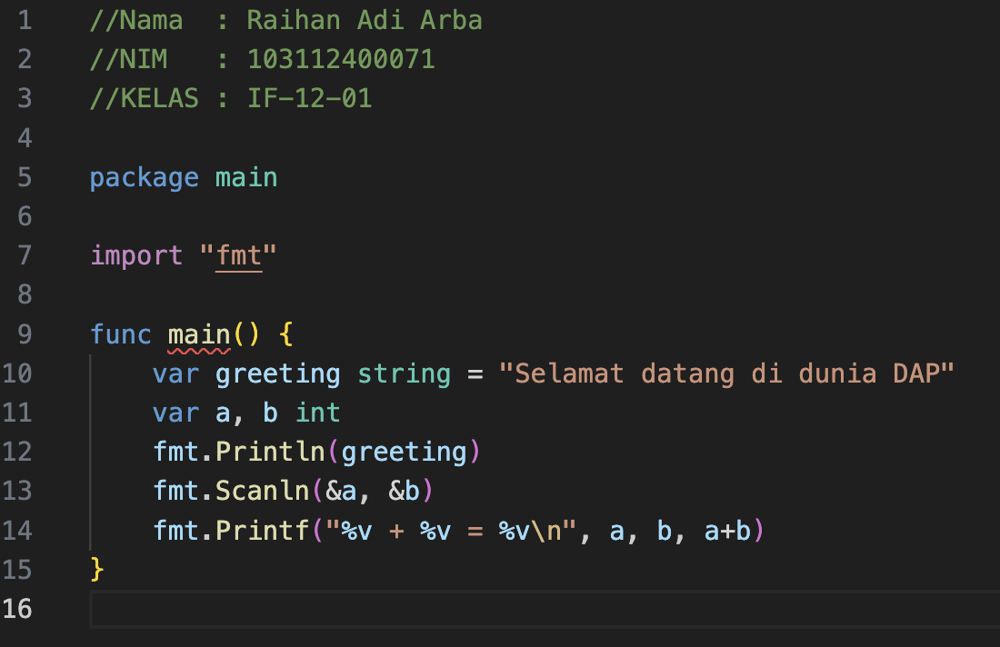 1 //Nama  : Raihan Adi Arba
2 //NIM   : 103112400071
3 //KELAS : IF-12-01
4
5 package main
6
7 import "fmt"
8
9 func main() {
10     var greeting string = "Selamat datang di dunia DAP"
11     var a, b int
12     fmt.Println(greeting)
13     fmt.Scanln(&a, &b)
14     fmt.Printf("%v + %v = %v\n", a, b, a+b)
15 }
16